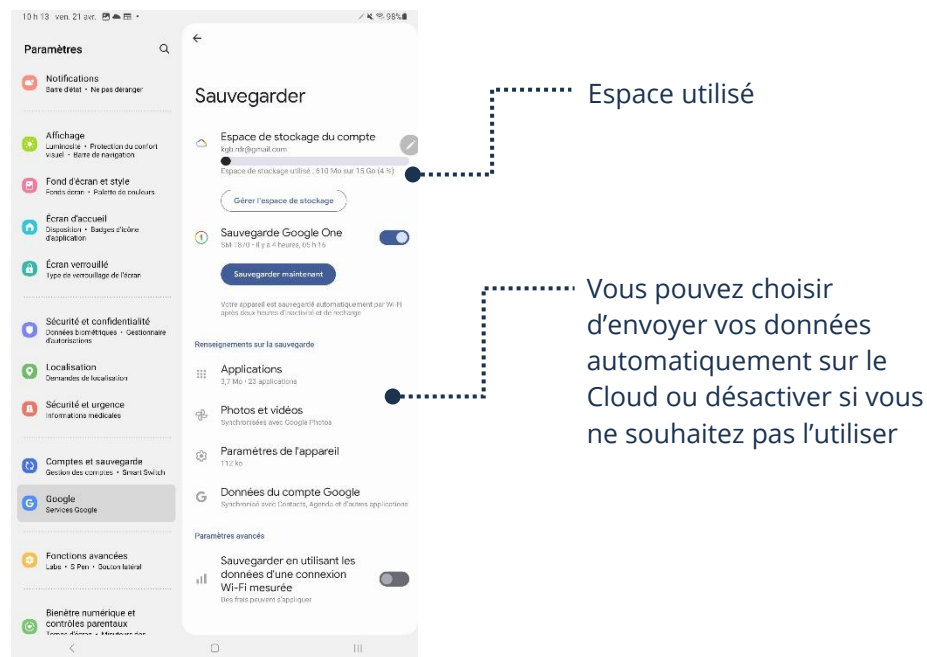 10 h 13 ven. 21 avr.
98%
Paramètres
Notifications
Barre d'état • Ne pas déranger
Affichage
Luminosité • Protection du confort
visuel • Barre de navigation
Fond d'écran et style
Fonds écran • Palette de couleurs
Écran d'accueil
Disposition • Badges d'icône
d'application
Écran verrouillé
Type de verrouillage de l'écran
Sécurité et confidentialité
Données biométriques • Gestionnaire
d'autorisations
Localisation
Demandes de localisation
Sécurité et urgence
Informations médicales
Comptes et sauvegarde
Gestion des comptes • Smart Switch
Google
Services Google
Fonctions avancées
Labs • S Pen • Bouton latéral
Bienêtre numérique et
contrôles parentaux
Temps d'écran • Minuteurs des
Sauvegarder
Espace de stockage du compte
@gmail.com
Espace de stockage utilisé : 510 Mo sur 15 Go (4 %)
Gérer l'espace de stockage
Sauvegarde Google One
Il y a 4 heures, 05 h 16
Sauvegarder maintenant
Votre appareil est sauvegardé automatiquement par Wi-Fi
après deux heures d'inactivité et de recharge
Renseignements sur la sauvegarde
Applications
3,7 Mo • 22 applications
Photos et vidéos
Synchronisées avec Google Photos
Paramètres de l'appareil
112 ko
Données du compte Google
Synchronisé avec Contacts, Agenda et d'autres applications
Paramètres avancés
Sauvegarder en utilisant les
données d'une connexion
Wi-Fi mesurée
Des frais peuvent s'appliquer
Espace utilisé
Vous pouvez choisir
d’envoyer vos données
automatiquement sur le
Cloud ou désactiver si vous
ne souhaitez pas l’utiliser